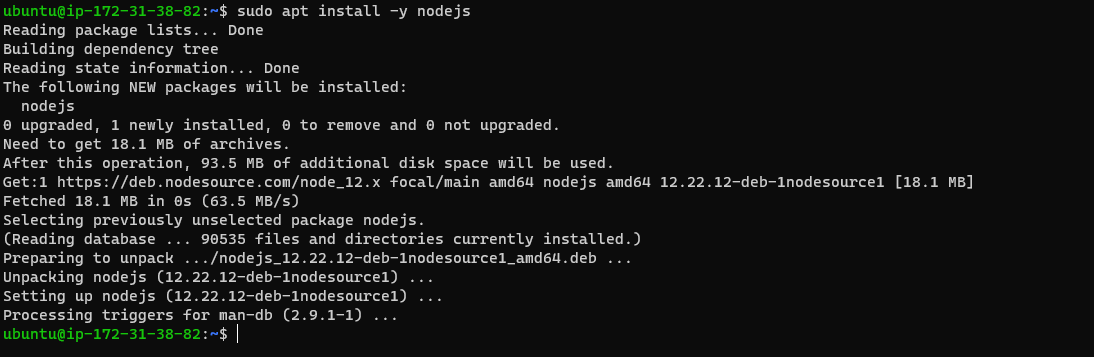 ubuntu@ip-172-31-38-82:~$ sudo apt install -y nodejs
Reading package lists... Done
Building dependency tree
Reading state information... Done
The following NEW packages will be installed:
  nodejs
0 upgraded, 1 newly installed, 0 to remove and 0 not upgraded.
Need to get 18.1 MB of archives.
After this operation, 93.5 MB of additional disk space will be used.
Get:1 https://deb.nodesource.com/node_12.x focal/main amd64 nodejs amd64 12.22.12-deb-1nodesource1 [18.1 MB]
Fetched 18.1 MB in 0s (63.5 MB/s)
Selecting previously unselected package nodejs.
(Reading database ... 90535 files and directories currently installed.)
Preparing to unpack .../nodejs_12.22.12-deb-1nodesource1_amd64.deb ...
Unpacking nodejs (12.22.12-deb-1nodesource1) ...
Setting up nodejs (12.22.12-deb-1nodesource1) ...
Processing triggers for man-db (2.9.1-1) ...
ubuntu@ip-172-31-38-82:~$